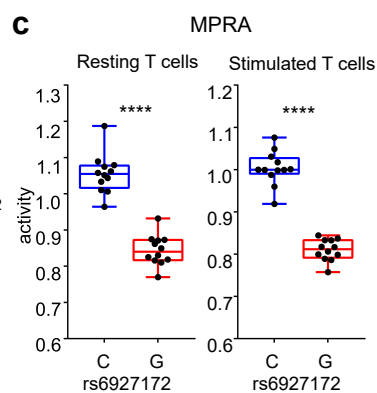 c
MPRA
Resting T cells
Stimulated T cells
****
****
activity
1.3
1.2
1.1
1.0
0.9
0.8
0.7
0.6
1.2
1.1
1.0
0.9
0.8
0.7
0.6
C G
rs6927172
C G
rs6927172